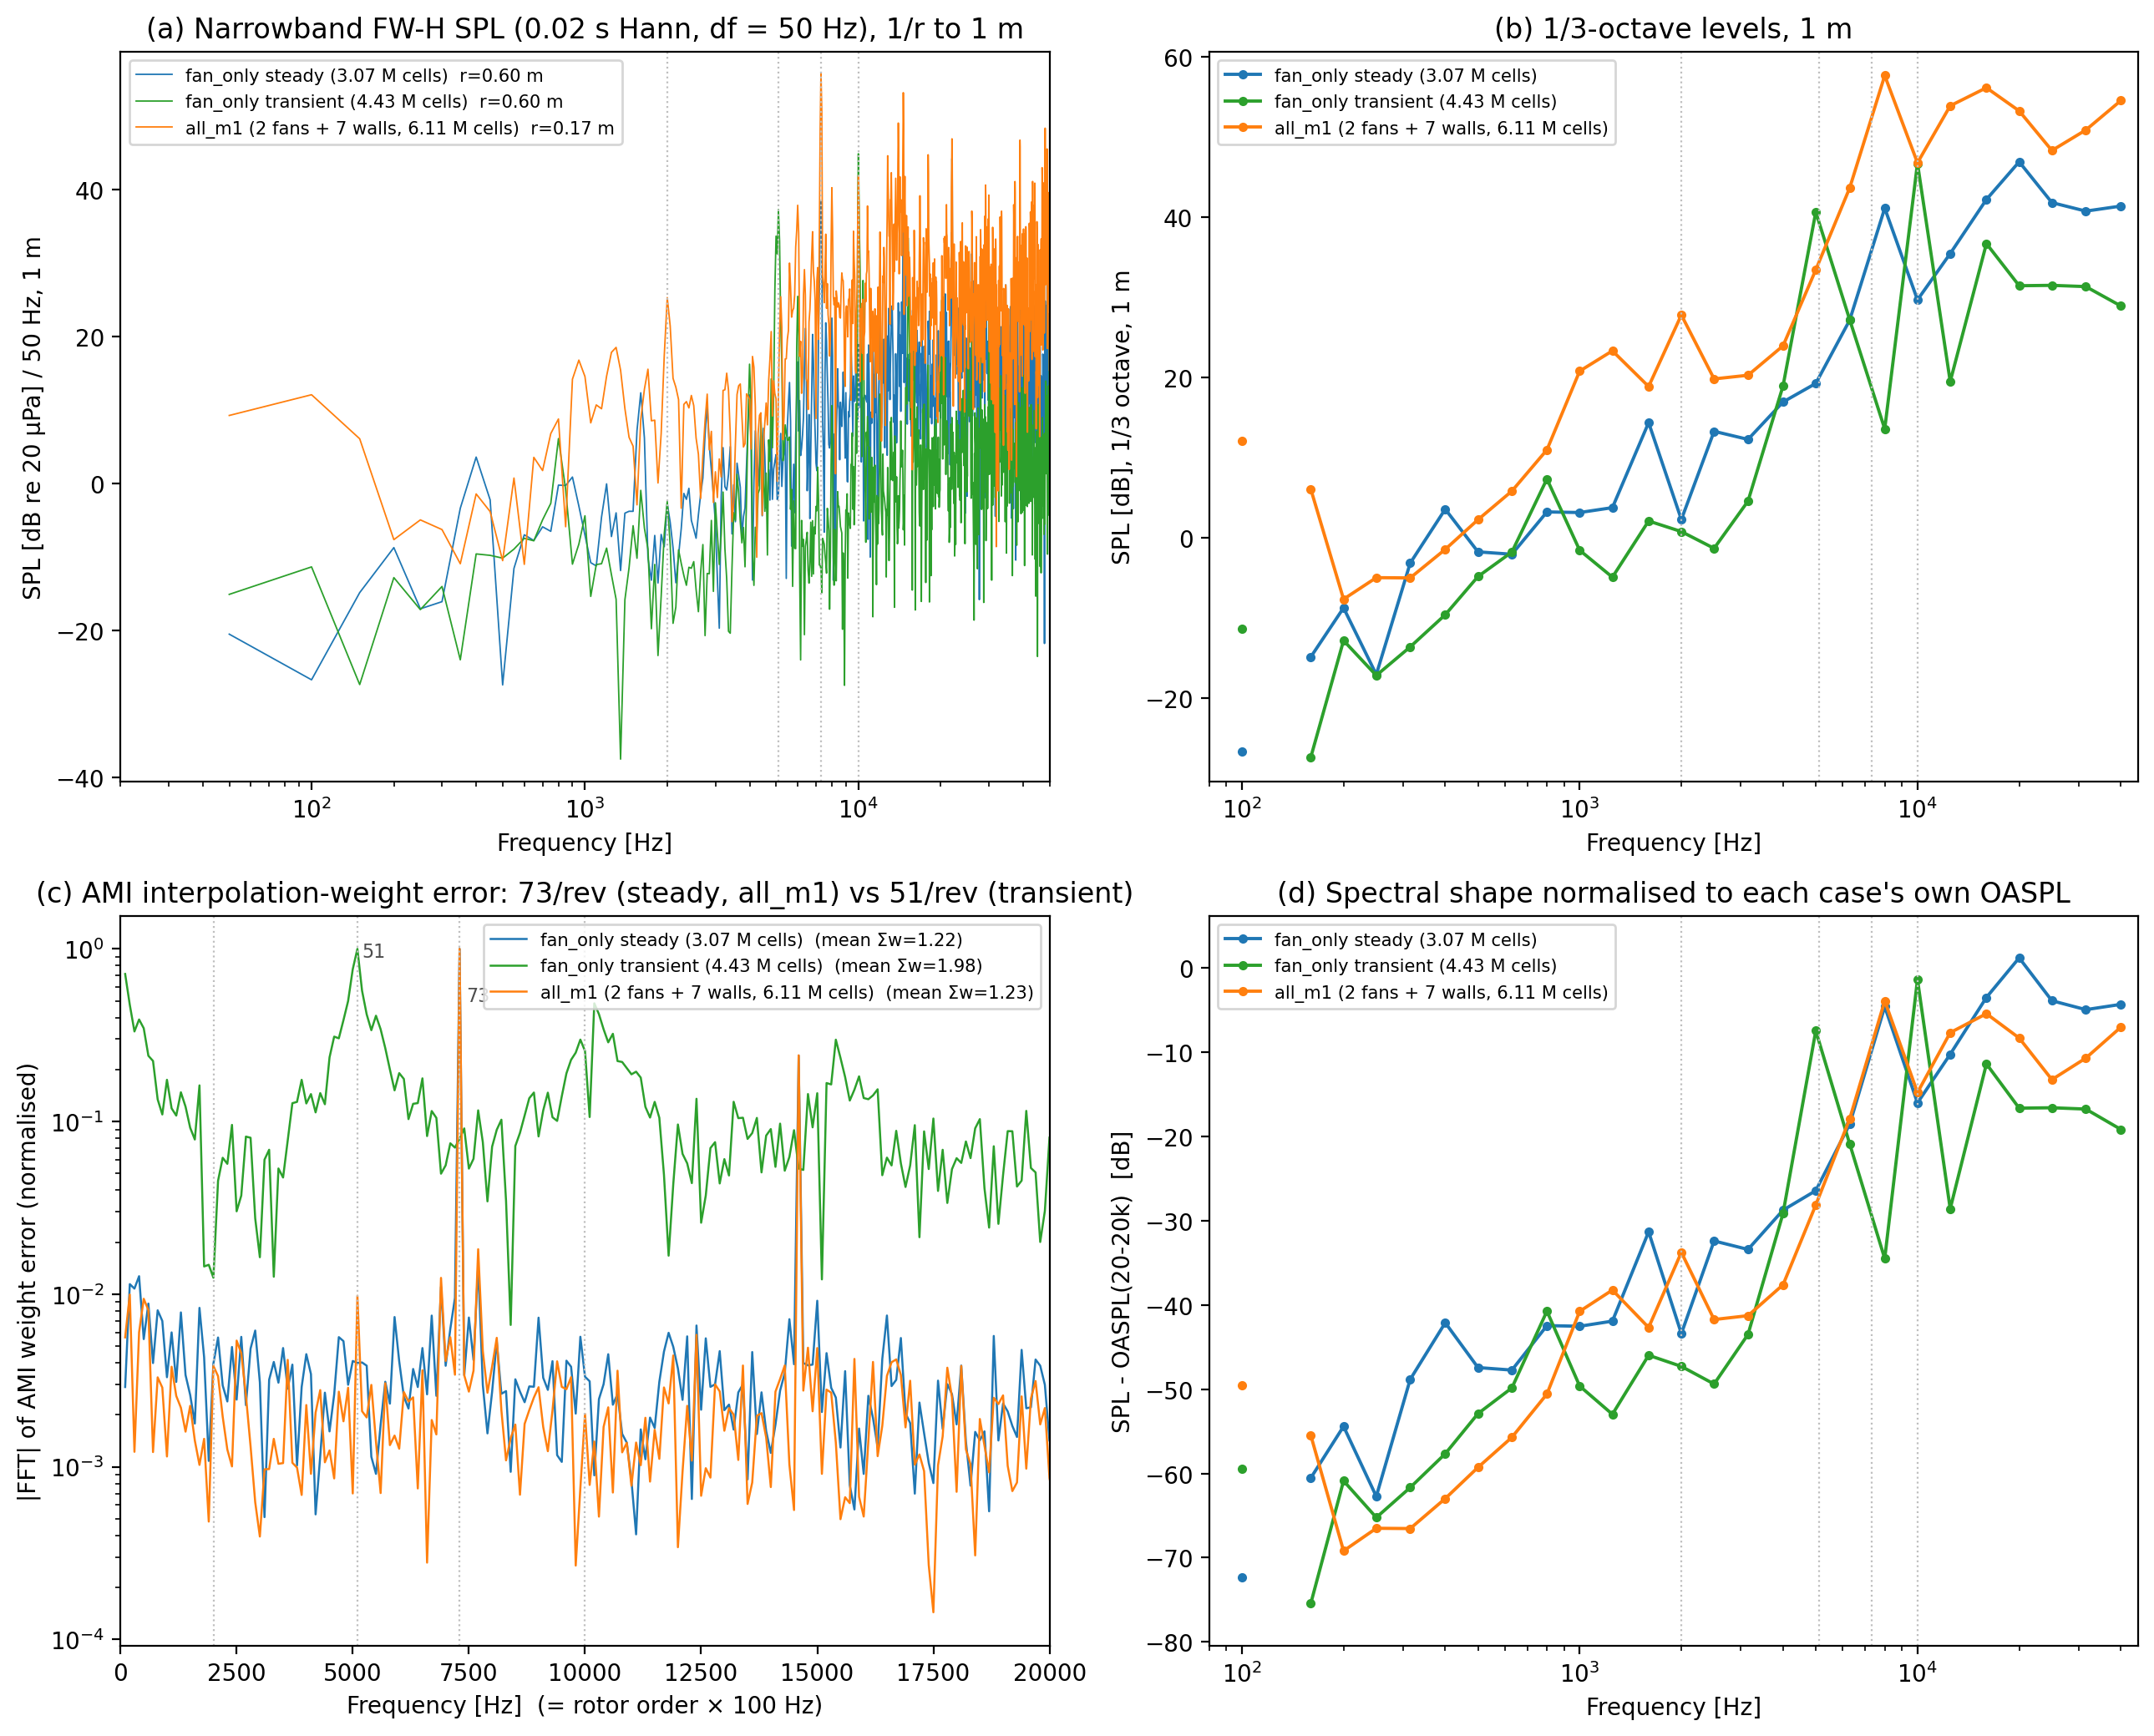 (a) Narrowband FW-H SPL (0.02 s Hann, df = 50 Hz), 1/r to 1 m
fan_only steady (3.07 M cells)  r=0.60 m
fan_only transient (4.43 M cells)  r=0.60 m
all_m1 (2 fans + 7 walls, 6.11 M cells)  r=0.17 m
SPL [dB re 20 μPa] / 50 Hz, 1 m
40
20
0
−20
−40
10²
10³
10⁴
Frequency [Hz]
(b) 1/3-octave levels, 1 m
fan_only steady (3.07 M cells)
fan_only transient (4.43 M cells)
all_m1 (2 fans + 7 walls, 6.11 M cells)
SPL [dB], 1/3 octave, 1 m
60
40
20
0
−20
10²
10³
10⁴
Frequency [Hz]
(c) AMI interpolation-weight error: 73/rev (steady, all_m1) vs 51/rev (transient)
fan_only steady (3.07 M cells)  (mean Σw=1.22)
fan_only transient (4.43 M cells)  (mean Σw=1.98)
all_m1 (2 fans + 7 walls, 6.11 M cells)  (mean Σw=1.23)
51
73
|FFT| of AMI weight error (normalised)
10⁰
10⁻¹
10⁻²
10⁻³
10⁻⁴
0
2500
5000
7500
10000
12500
15000
17500
20000
Frequency [Hz]  (= rotor order × 100 Hz)
(d) Spectral shape normalised to each case's own OASPL
fan_only steady (3.07 M cells)
fan_only transient (4.43 M cells)
all_m1 (2 fans + 7 walls, 6.11 M cells)
SPL - OASPL(20-20k)  [dB]
0
−10
−20
−30
−40
−50
−60
−70
−80
10²
10³
10⁴
Frequency [Hz]